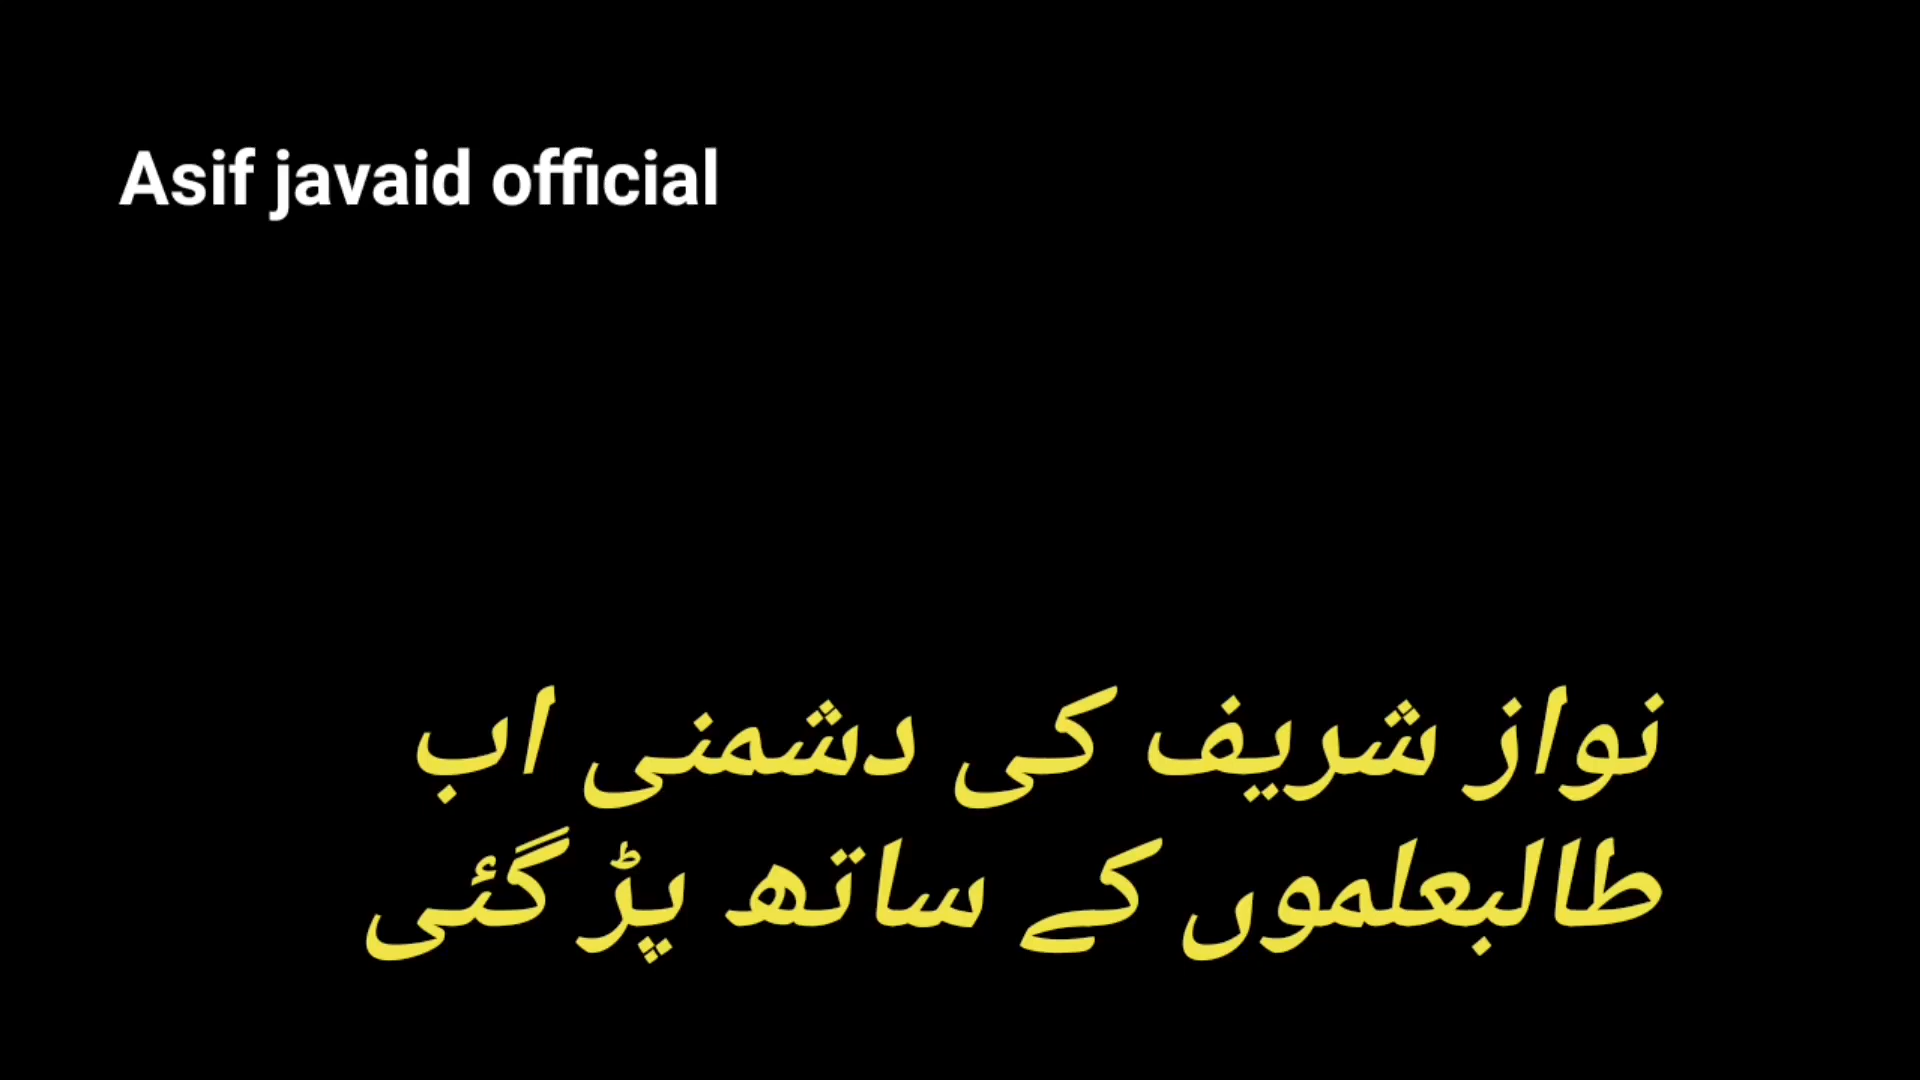 Asif javaid official
نواز شریف کی دشمنی اب
طالبعلموں کے ساتھ پڑ گئی